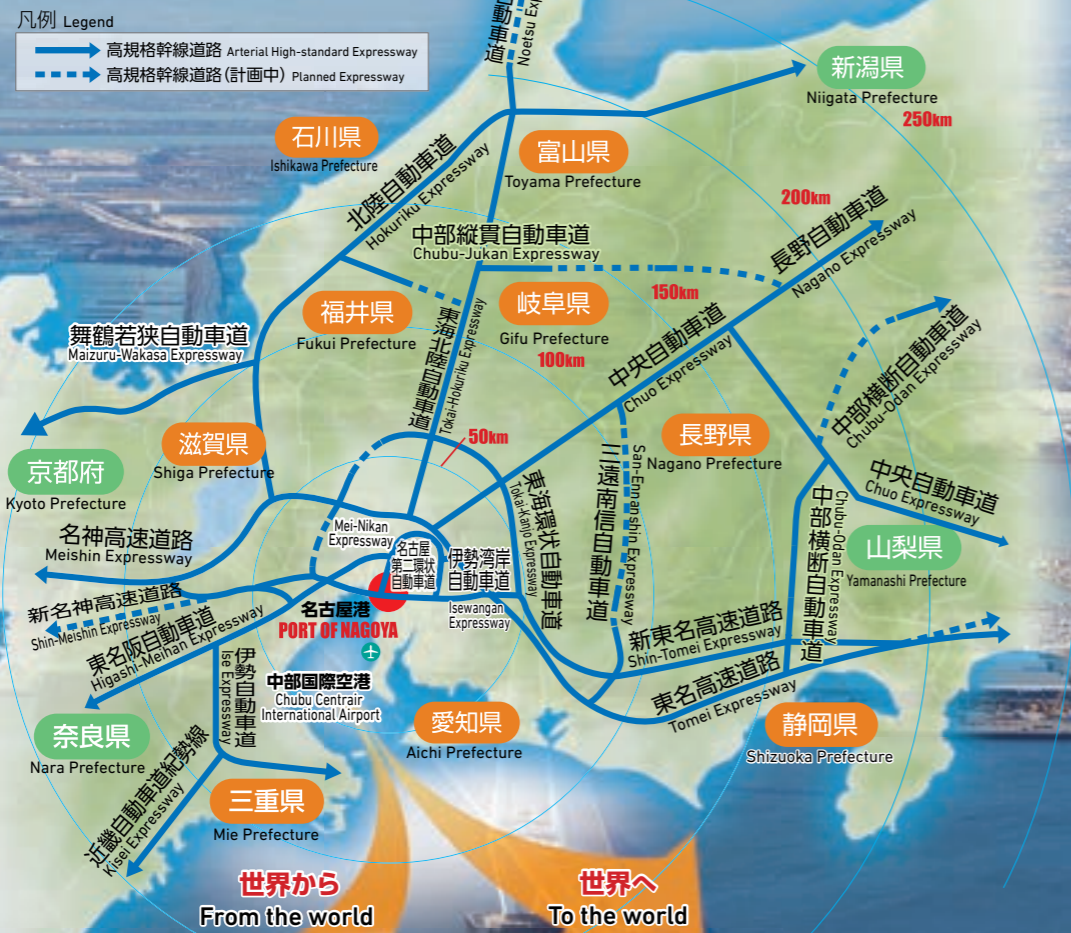 凡例 Legend
高規格幹線道路 Arterial High-standard Expressway
高規格幹線道路(計画中) Planned Expressway
動車道
Noetsu Ex
新潟県
Niigata Prefecture
250km
石川県
Ishikawa Prefecture
富山県
Toyama Prefecture
北陸自動車道
Hokuriku Expressway
200km
長野自動車道
Nagano Expressway
中部縦貫自動車道
Chubu-Jukan Expressway
150km
福井県
Fukui Prefecture
岐阜県
Gifu Prefecture
100km
東海北陸自動車道
Tokai-Hokuriku Expressway
中央自動車道
Chuo Expressway
中部横断自動車道
Chubu-Odan Expressway
舞鶴若狭自動車道
Maizuru-Wakasa Expressway
滋賀県
Shiga Prefecture
京都府
Kyoto Prefecture
50km
長野県
Nagano Prefecture
三遠南信自動車道
San-Ennanshin Expressway
東海環状自動車道
Tokai-Kanjo Expressway
中央自動車道
Chuo Expressway
中部横断自動車道
Chubu-Odan Expressway
山梨県
Yamanashi Prefecture
名神高速道路
Meishin Expressway
Mei-Nikan
Expressway
名古屋
第二環状
自動車道
伊勢湾岸
自動車道
Isewangan
Expressway
新名神高速道路
Shin-Meishin Expressway
東名阪自動車道
Higashi-Meihan Expressway
名古屋港
PORT OF NAGOYA
新東名高速道路
Shin-Tomei Expressway
東名高速道路
Tomei Expressway
伊勢自動車道
Ise Expressway
中部国際空港
Chubu Centrair
International Airport
愛知県
Aichi Prefecture
静岡県
Shizuoka Prefecture
奈良県
Nara Prefecture
近畿自動車道紀勢線
Kisei Expressway
三重県
Mie Prefecture
世界から
From the world
世界へ
To the world